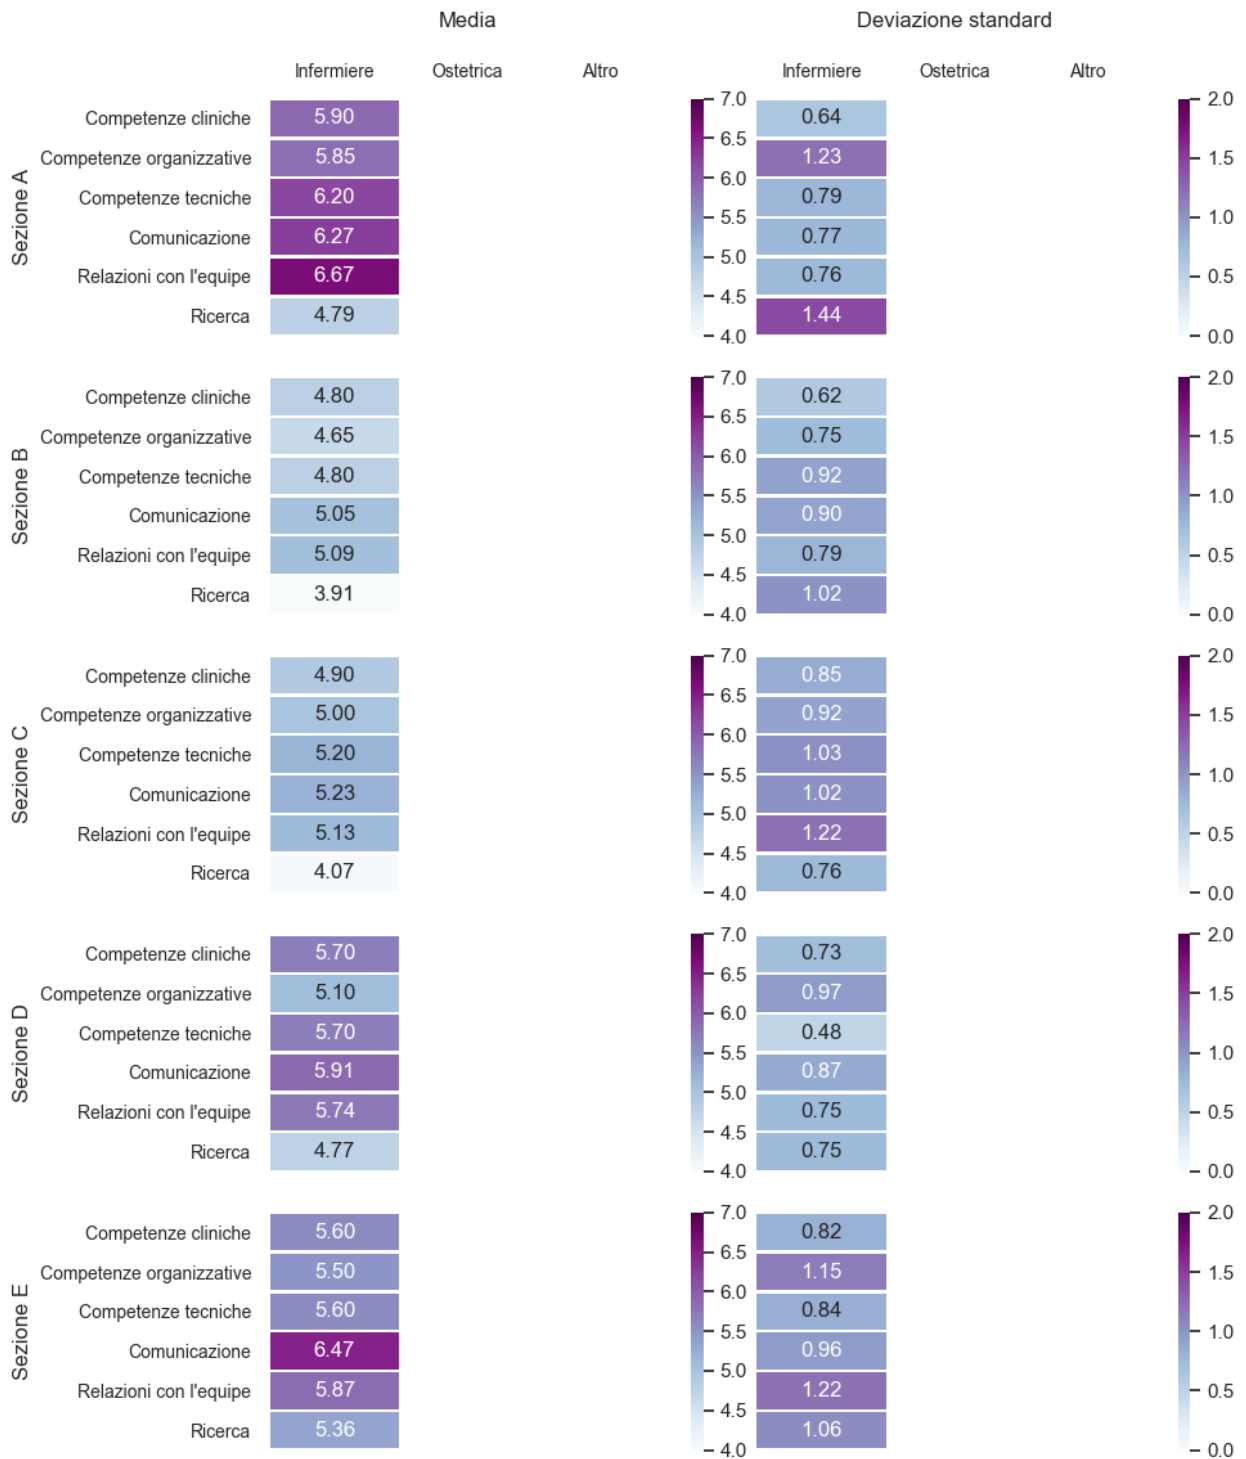 Media Deviazione standard
Infermiere Ostetrica Altro Infermiere Ostetrica Altro
Sezione A
Competenze cliniche 5.90 0.64
Competenze organizzative 5.85 1.23
Competenze tecniche 6.20 0.79
Comunicazione 6.27 0.77
Relazioni con l'equipe 6.67 0.76
Ricerca 4.79 1.44
7.0 2.0
6.5
6.0 1.5
5.5 1.0
5.0
4.5 0.5
4.0 0.0
Sezione B
Competenze cliniche 4.80 0.62
Competenze organizzative 4.65 0.75
Competenze tecniche 4.80 0.92
Comunicazione 5.05 0.90
Relazioni con l'equipe 5.09 0.79
Ricerca 3.91 1.02
7.0 2.0
6.5
6.0 1.5
5.5 1.0
5.0
4.5 0.5
4.0 0.0
Sezione C
Competenze cliniche 4.90 0.85
Competenze organizzative 5.00 0.92
Competenze tecniche 5.20 1.03
Comunicazione 5.23 1.02
Relazioni con l'equipe 5.13 1.22
Ricerca 4.07 0.76
7.0 2.0
6.5
6.0 1.5
5.5 1.0
5.0
4.5 0.5
4.0 0.0
Sezione D
Competenze cliniche 5.70 0.73
Competenze organizzative 5.10 0.97
Competenze tecniche 5.70 0.48
Comunicazione 5.91 0.87
Relazioni con l'equipe 5.74 0.75
Ricerca 4.77 0.75
7.0 2.0
6.5
6.0 1.5
5.5 1.0
5.0
4.5 0.5
4.0 0.0
Sezione E
Competenze cliniche 5.60 0.82
Competenze organizzative 5.50 1.15
Competenze tecniche 5.60 0.84
Comunicazione 6.47 0.96
Relazioni con l'equipe 5.87 1.22
Ricerca 5.36 1.06
7.0 2.0
6.5
6.0 1.5
5.5 1.0
5.0
4.5 0.5
4.0 0.0